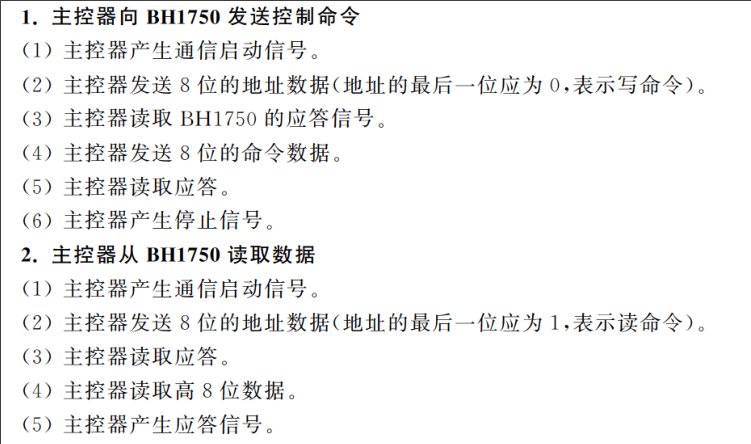 1. 主控器向 BH1750 发送控制命令
(1) 主控器产生通信启动信号。
(2) 主控器发送 8 位的地址数据(地址的最后一位应为 0,表示写命令)。
(3) 主控器读取 BH1750 的应答信号。
(4) 主控器发送 8 位的命令数据。
(5) 主控器读取应答。
(6) 主控器产生停止信号。
2. 主控器从 BH1750 读取数据
(1) 主控器产生通信启动信号。
(2) 主控器发送 8 位的地址数据(地址的最后一位应为 1,表示读命令)。
(3) 主控器读取应答。
(4) 主控器读取高 8 位数据。
(5) 主控器产生应答信号。